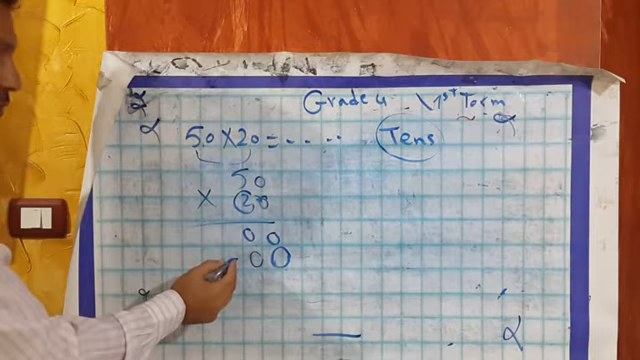 Grade 4 1st Term
50 × 20 = . . . . . Tens
50
× 20
00
00